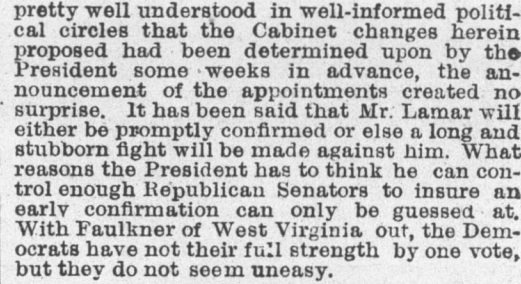 pretty well understood in well-informed politi-
cal circles that the Cabinet changes herein
proposed had been determined upon by the
President some weeks in advance, the an-
nouncement of the appointments created no
surprise. It has been said that Mr. Lamar will
either be promptly confirmed or else a long and
stubborn fight will be made against him. What
reasons the President has to think he can con-
trol enough Republican Senators to insure an
early confirmation can only be guessed at.
With Faulkner of West Virginia out, the Dem-
ocrats have not their full strength by one vote,
but they do not seem uneasy.